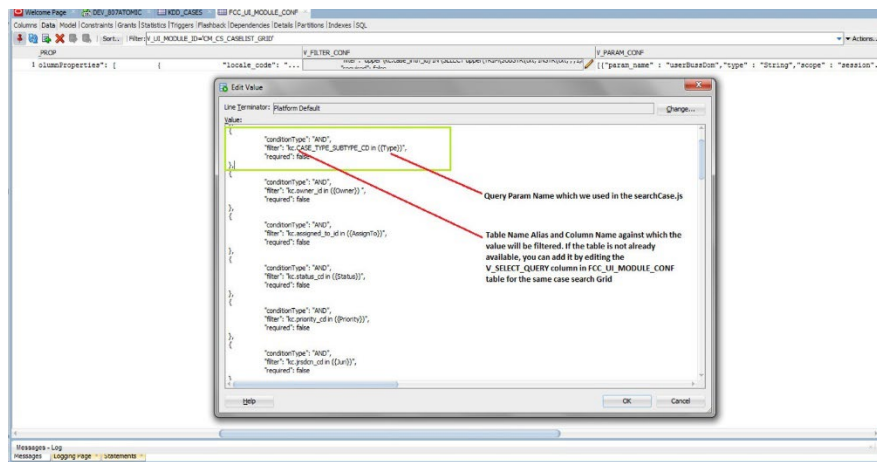 Welcome Page DEV_807ATOMIC KDD_CASES FCC_UI_MODULE_CONF
Columns Data Model Constraints Grants Statistics Triggers Flashback Dependencies Details Partitions Indexes SQL
Sort... Filter: V_UI_MODULE_ID='CM_CS_CASELIST_GRID' Actions...
_PROP V_FILTER_CONF V_PARAM_CONF
1 olumnProperties": [ { "locale_code": "... [{"param_name" : "userBussDom","type" : "String","scope" : "session".
"required": false
Edit Value
Line Terminator: Platform Default Change...
Value:
{
"conditionType": "AND",
"filter": "kc.CASE_TYPE_SUBTYPE_CD in ({Type})",
"required": false
},
{
"conditionType": "AND",
"filter": "kc.owner_id in ({Owner}) ",
"required": false
},
{
"conditionType": "AND",
"filter": "kc.assigned_to_id in ({AssignTo})",
"required": false
},
{
"conditionType": "AND",
"filter": "kc.status_cd in ({Status})",
"required": false
},
{
"conditionType": "AND",
"filter": "kc.priority_cd in ({Priority})",
"required": false
},
{
"conditionType": "AND",
"filter": "kc.jrsdcn_cd in ({Juri})",
"required": false
}
Query Param Name which we used in the searchCase.js
Table Name Alias and Column Name against which the
value will be filtered. If the table is not already
available, you can add it by editing the
V_SELECT_QUERY column in FCC_UI_MODULE_CONF
table for the same case search Grid
Help OK Cancel
Messages - Log
Messages Logging Page Statements